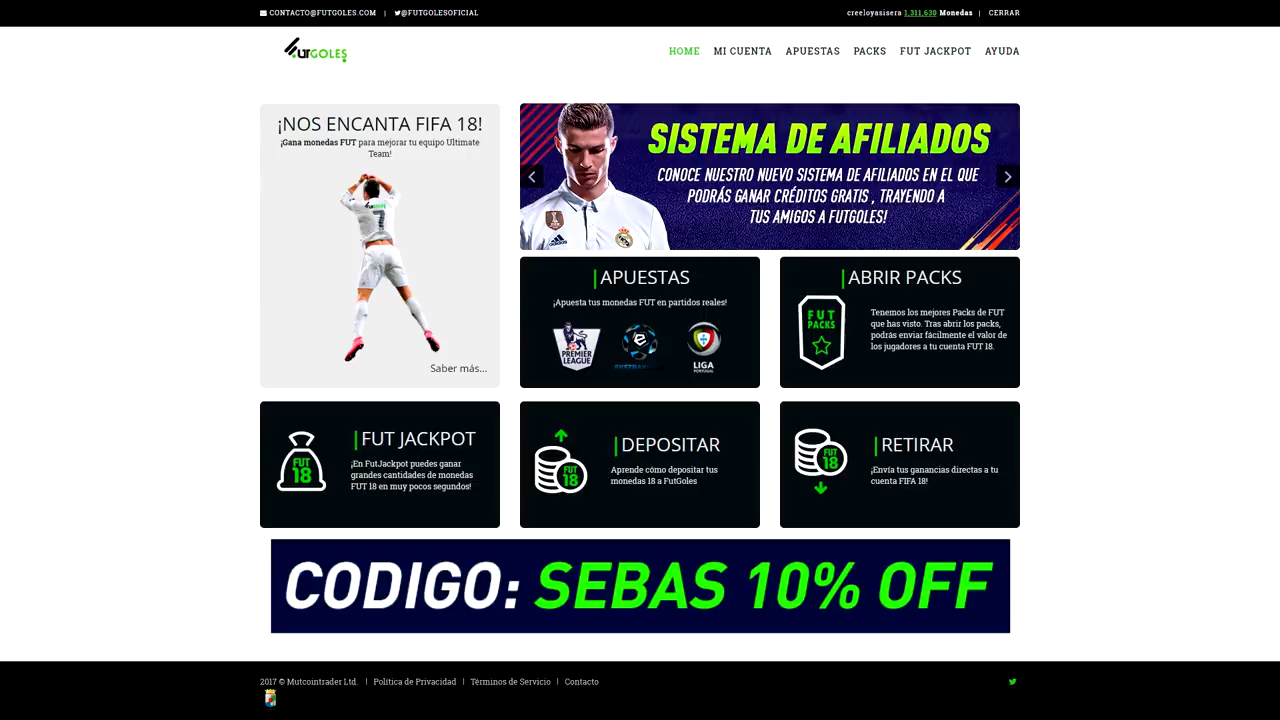 CONTACTO@FUTGOLES.COM | @FUTGOLESOFICIAL
creeloyasisera 1,311,630 Monedas | CERRAR
FUTGOLES
HOME MI CUENTA APUESTAS PACKS FUT JACKPOT AYUDA
¡NOS ENCANTA FIFA 18!
¡Gana monedas FUT para mejorar tu equipo Ultimate
Team!
7
Saber más...
SISTEMA DE AFILIADOS
CONOCE NUESTRO NUEVO SISTEMA DE AFILIADOS EN EL QUE
PODRÁS GANAR CRÉDITOS GRATIS , TRAYENDO A
TUS AMIGOS A FUTGOLES!
adidas
|APUESTAS
¡Apuesta tus monedas FUT en partidos reales!
PREMIER
LEAGUE
LIGA
PORTUGAL
|ABRIR PACKS
FUT
PACKS
Tenemos los mejores Packs de FUT
que has visto. Tras abrir los packs,
podrás enviar fácilmente el valor de
los jugadores a tu cuenta FUT 18.
FUT
18
|FUT JACKPOT
¡En FutJackpot puedes ganar
grandes cantidades de monedas
FUT 18 en muy pocos segundos!
FUT
18
|DEPOSITAR
Aprende cómo depositar tus
monedas 18 a FutGoles
FUT
18
|RETIRAR
¡Envía tus ganancias directas a tu
cuenta FIFA 18!
CODIGO: SEBAS 10% OFF
2017 © Mutcointrader Ltd. | Política de Privacidad | Términos de Servicio | Contacto